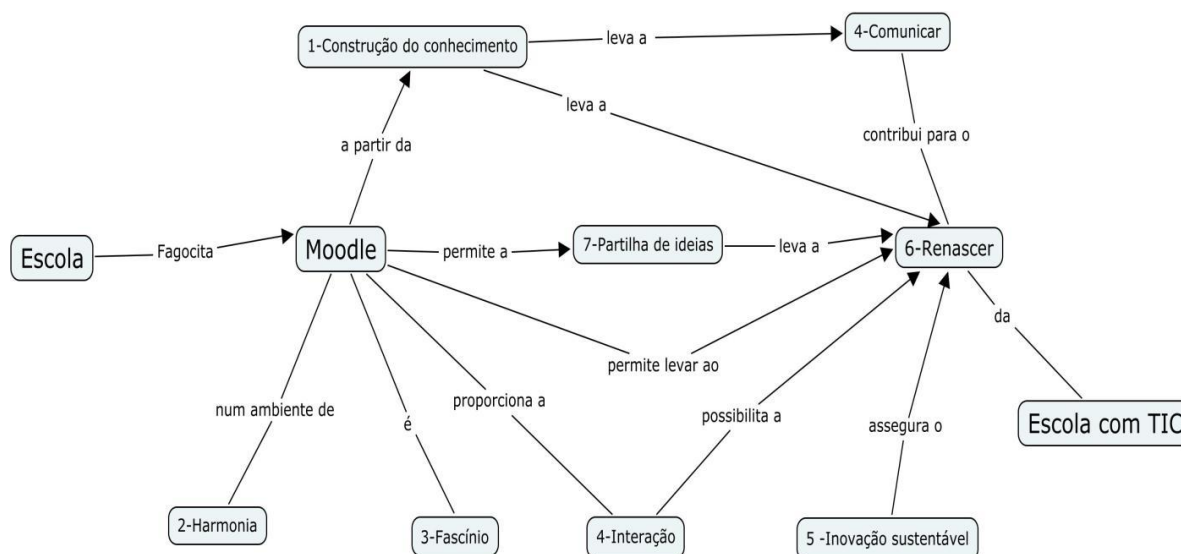 1-Construção do conhecimento
leva a
4-Comunicar
leva a
contribui para o
a partir da
Escola
Fagocita
Moodle
permite a
7-Partilha de ideias
leva a
6-Renascer
da
permite levar ao
num ambiente de
é
proporciona a
possibilita a
assegura o
Escola com TIC
2-Harmonia
3-Fascínio
4-Interação
5 -Inovação sustentável